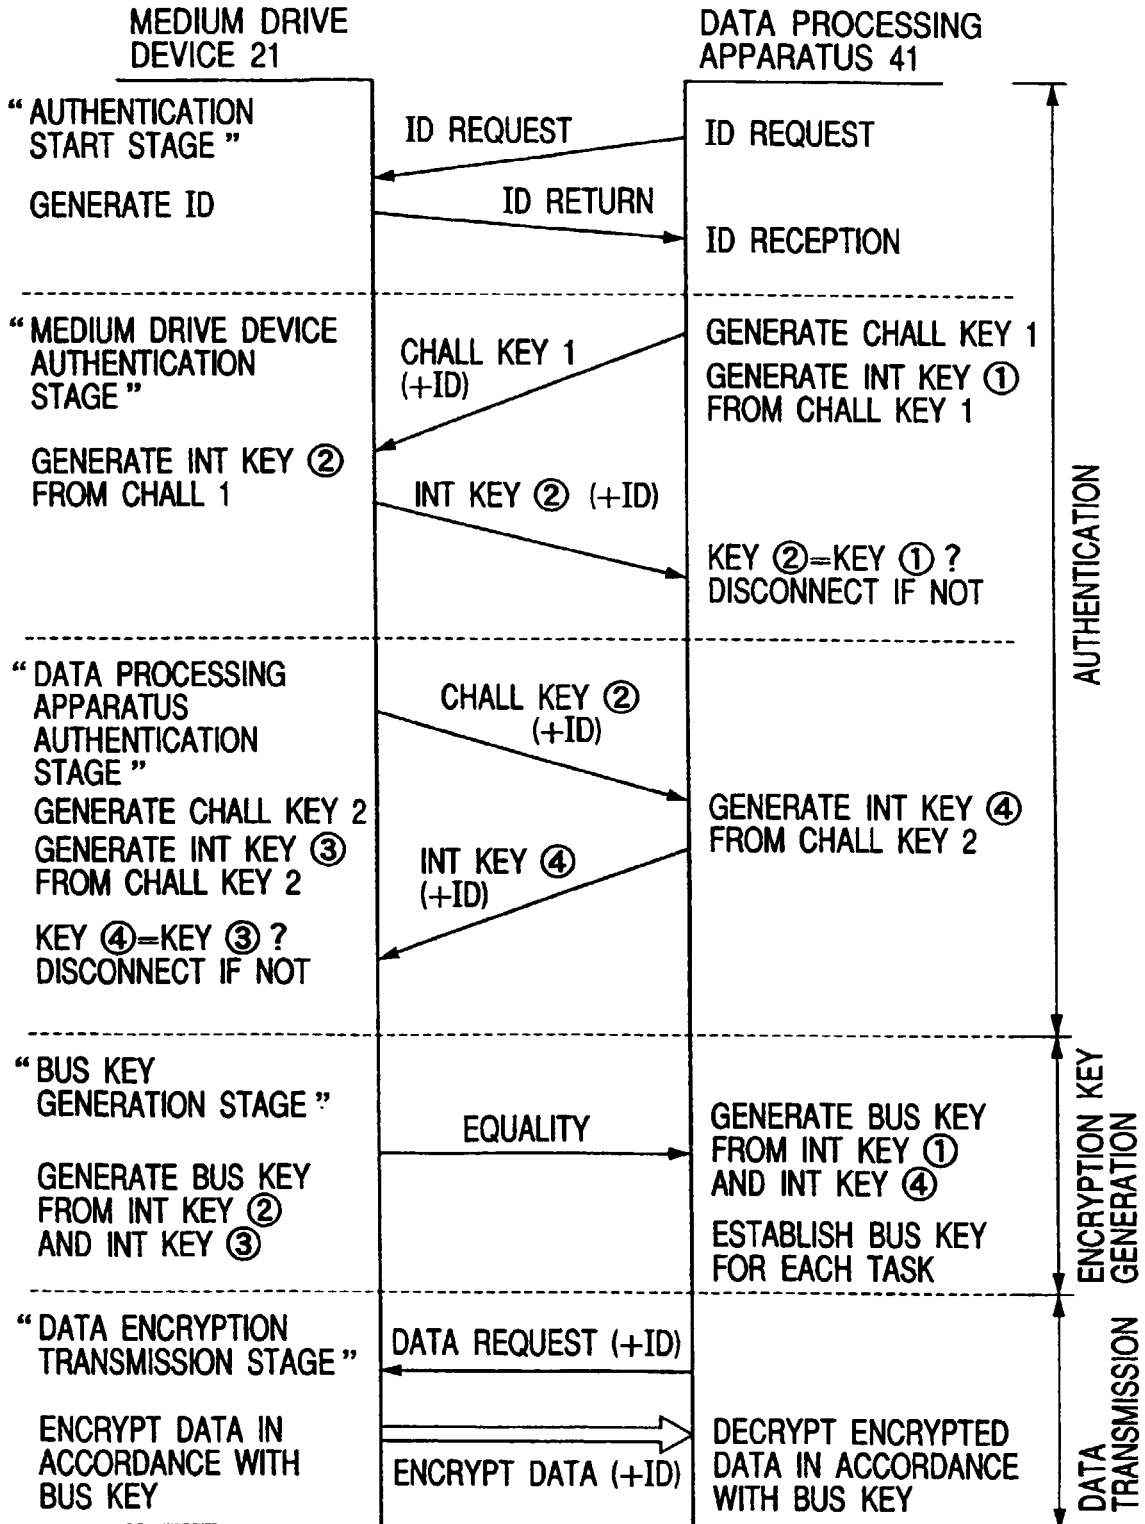 MEDIUM DRIVE
DEVICE 21
DATA PROCESSING
APPARATUS 41
“AUTHENTICATION
START STAGE”
ID REQUEST
ID REQUEST
GENERATE ID
ID RETURN
ID RECEPTION
“MEDIUM DRIVE DEVICE
AUTHENTICATION
STAGE”
CHALL KEY 1
(+ID)
GENERATE CHALL KEY 1
GENERATE INT KEY ①
FROM CHALL KEY 1
GENERATE INT KEY ②
FROM CHALL 1
INT KEY ② (+ID)
KEY ②=KEY ①?
DISCONNECT IF NOT
AUTHENTICATION
“DATA PROCESSING
APPARATUS
AUTHENTICATION
STAGE”
CHALL KEY ②
(+ID)
GENERATE CHALL KEY 2
GENERATE INT KEY ③
FROM CHALL KEY 2
GENERATE INT KEY ④
FROM CHALL KEY 2
INT KEY ④
(+ID)
KEY ④=KEY ③?
DISCONNECT IF NOT
“BUS KEY
GENERATION STAGE”
EQUALITY
GENERATE BUS KEY
FROM INT KEY ①
AND INT KEY ④
GENERATE BUS KEY
FROM INT KEY ②
AND INT KEY ③
ESTABLISH BUS KEY
FOR EACH TASK
ENCRYPTION KEY
GENERATION
“DATA ENCRYPTION
TRANSMISSION STAGE”
DATA REQUEST (+ID)
ENCRYPT DATA IN
ACCORDANCE WITH
BUS KEY
ENCRYPT DATA (+ID)
DECRYPT ENCRYPTED
DATA IN ACCORDANCE
WITH BUS KEY
DATA
TRANSMISSION